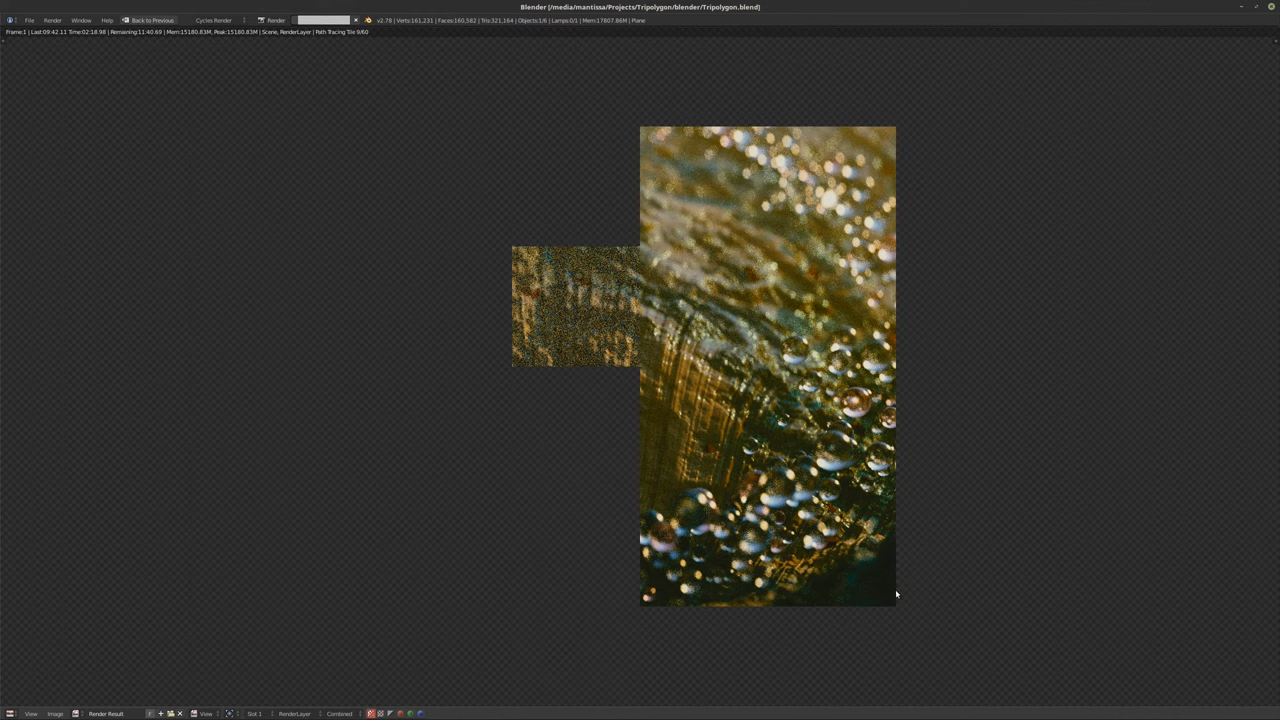 Blender [/media/mantissa/Projects/Tripolygon/blender/Tripolygon.blend]
File Render Window Help Back to Previous Cycles Render Render v2.78 | Verts:161,231 | Faces:160,582 | Tris:321,164 | Objects:1/6 | Lamps:0/1 | Mem:17807.86M | Plane
Frame:1 | Last:09:42.11 Time:02:18.98 | Remaining:11:40.69 | Mem:15180.83M, Peak:15180.83M | Scene, RenderLayer | Path Tracing Tile 9/60
View Image Render Result F View Slot 1 RenderLayer Combined